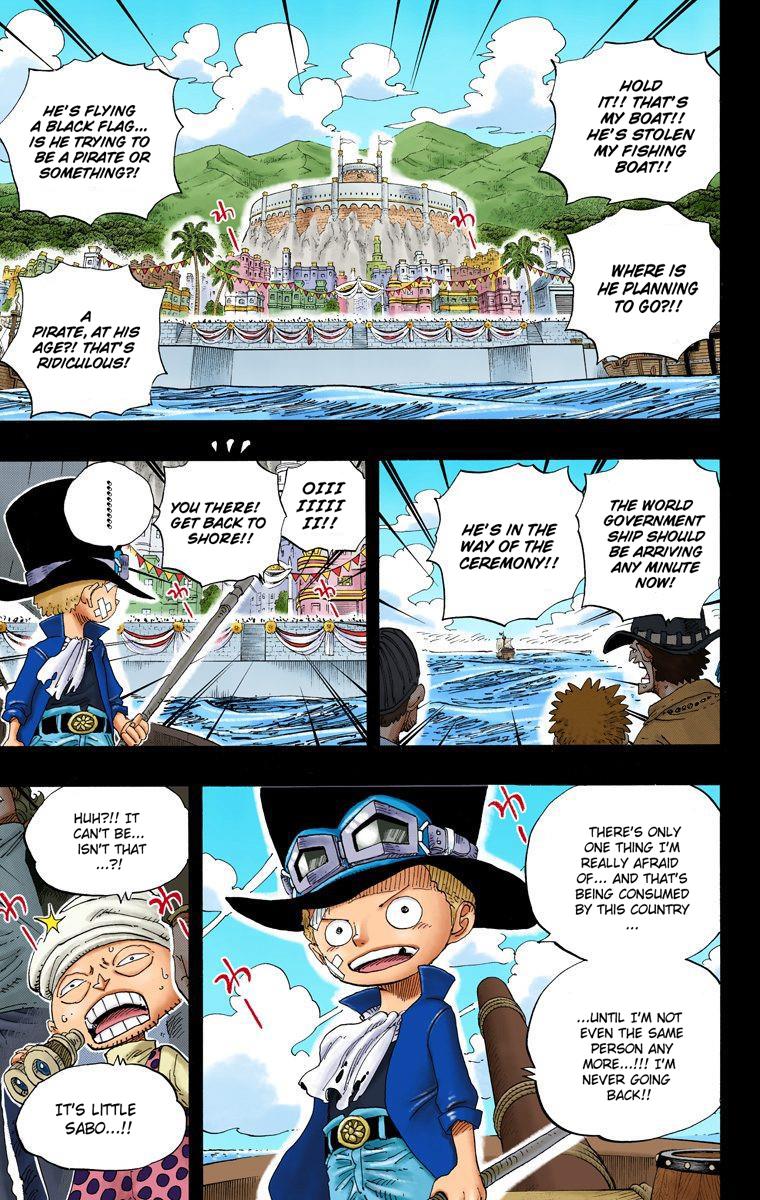 HOLD
IT!! THAT'S
MY BOAT!!
HE'S STOLEN
MY FISHING
BOAT!!
WHERE IS
HE PLANNING
TO GO?!!
HE'S FLYING
A BLACK FLAG...
IS HE TRYING TO
BE A PIRATE OR
SOMETHING?!
A
PIRATE, AT HIS
AGE?! THAT'S
RIDICULOUS!
THE WORLD
GOVERNMENT
SHIP SHOULD
BE ARRIVING
ANY MINUTE
NOW!
HE'S IN THE
WAY OF THE
CEREMONY!!
OIII
IIIII
II!!
YOU THERE!
GET BACK TO
SHORE!!
.........
THERE'S ONLY
ONE THING I'M
REALLY AFRAID
OF... AND THAT'S
BEING CONSUMED
BY THIS COUNTRY
...
...UNTIL I'M NOT
EVEN THE SAME
PERSON ANY
MORE...!!! I'M
NEVER GOING
BACK!!
HUH?!! IT
CAN'T BE...
ISN'T THAT
...?!
IT'S LITTLE
SABO...!!